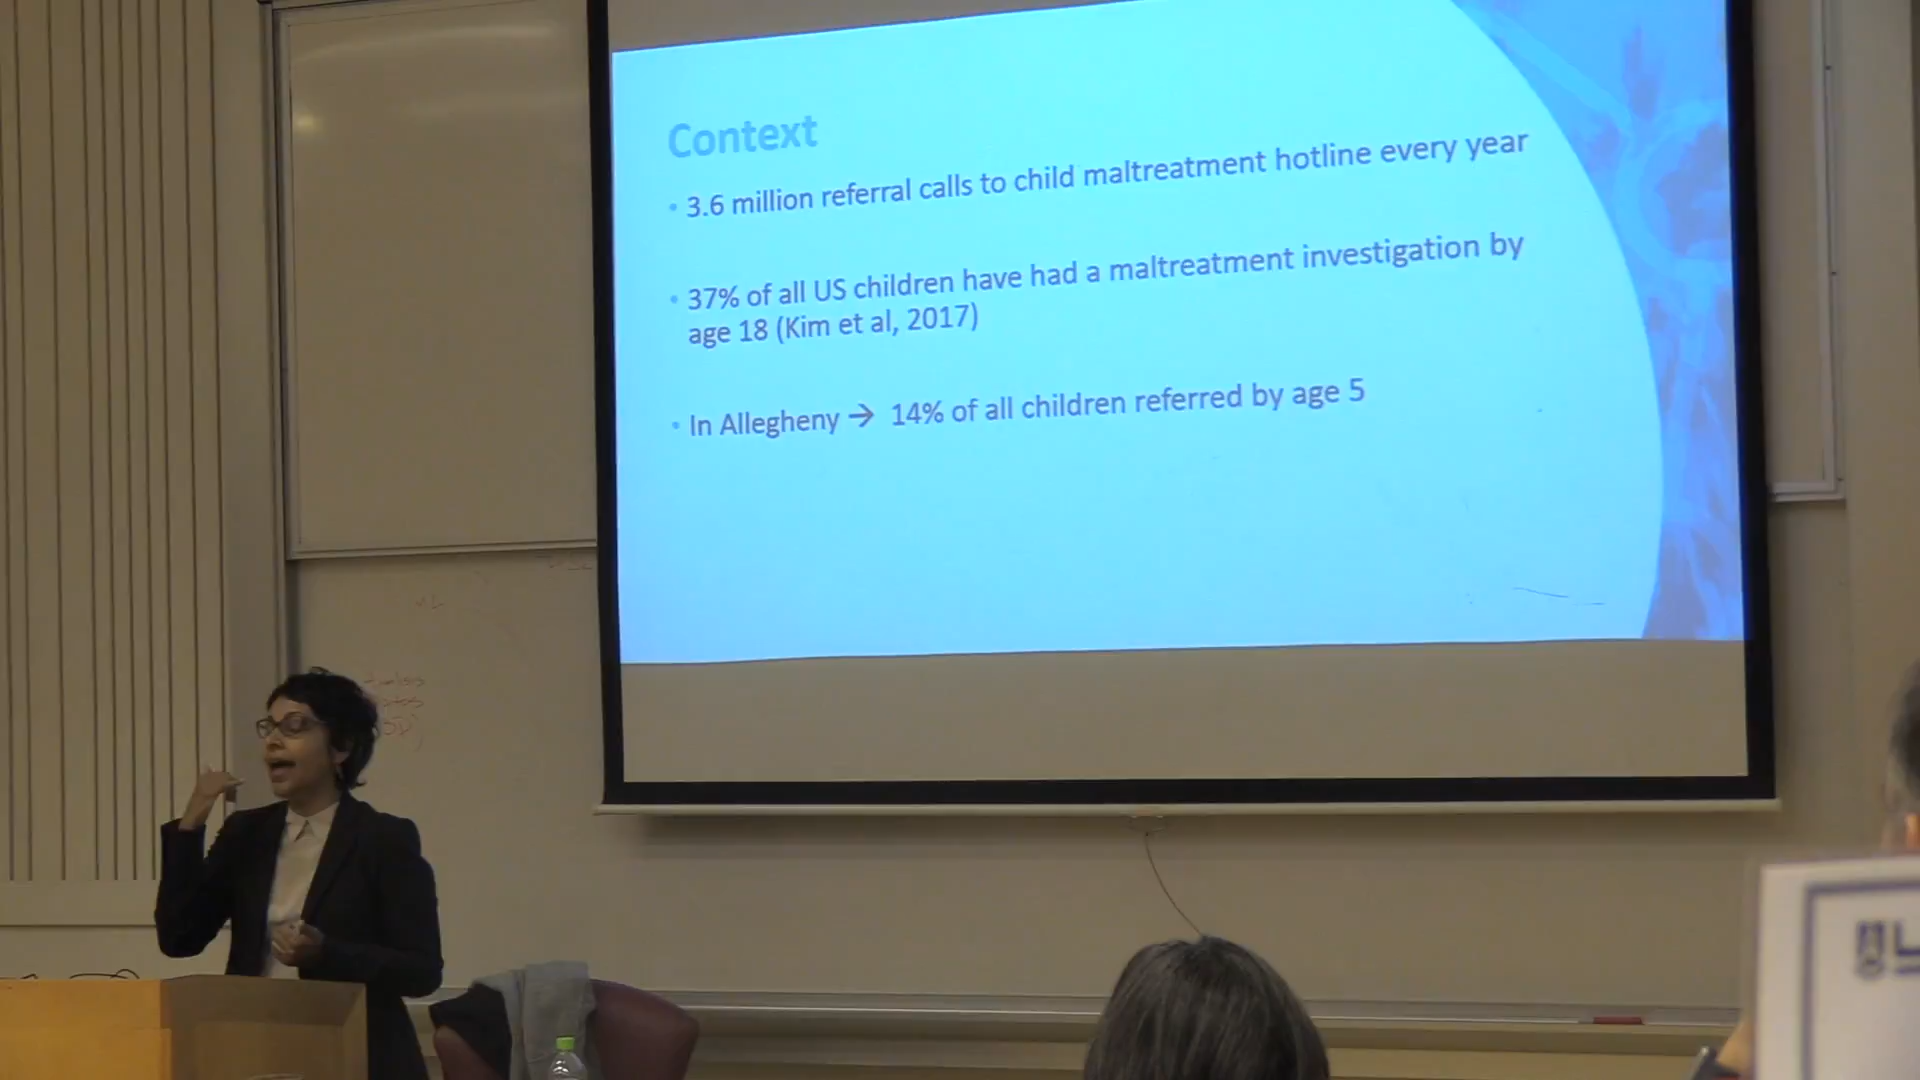 Context
• 3.6 million referral calls to child maltreatment hotline every year
• 37% of all US children have had a maltreatment investigation by
age 18 (Kim et al, 2017)
• In Allegheny → 14% of all children referred by age 5